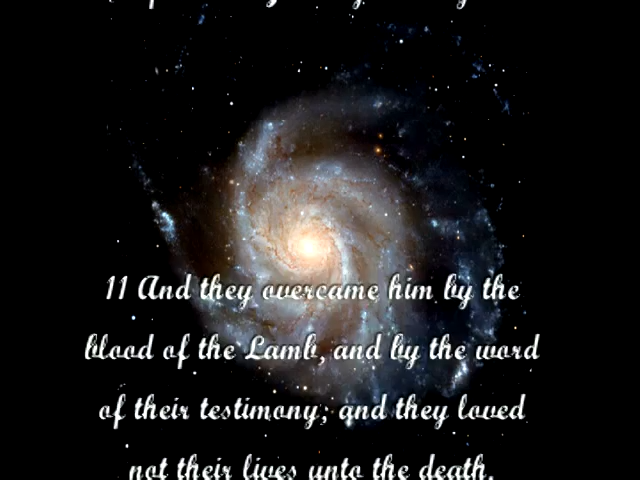 11 And they overcame him by the
blood of the Lamb, and by the word
of their testimony; and they loved
not their lives unto the death.